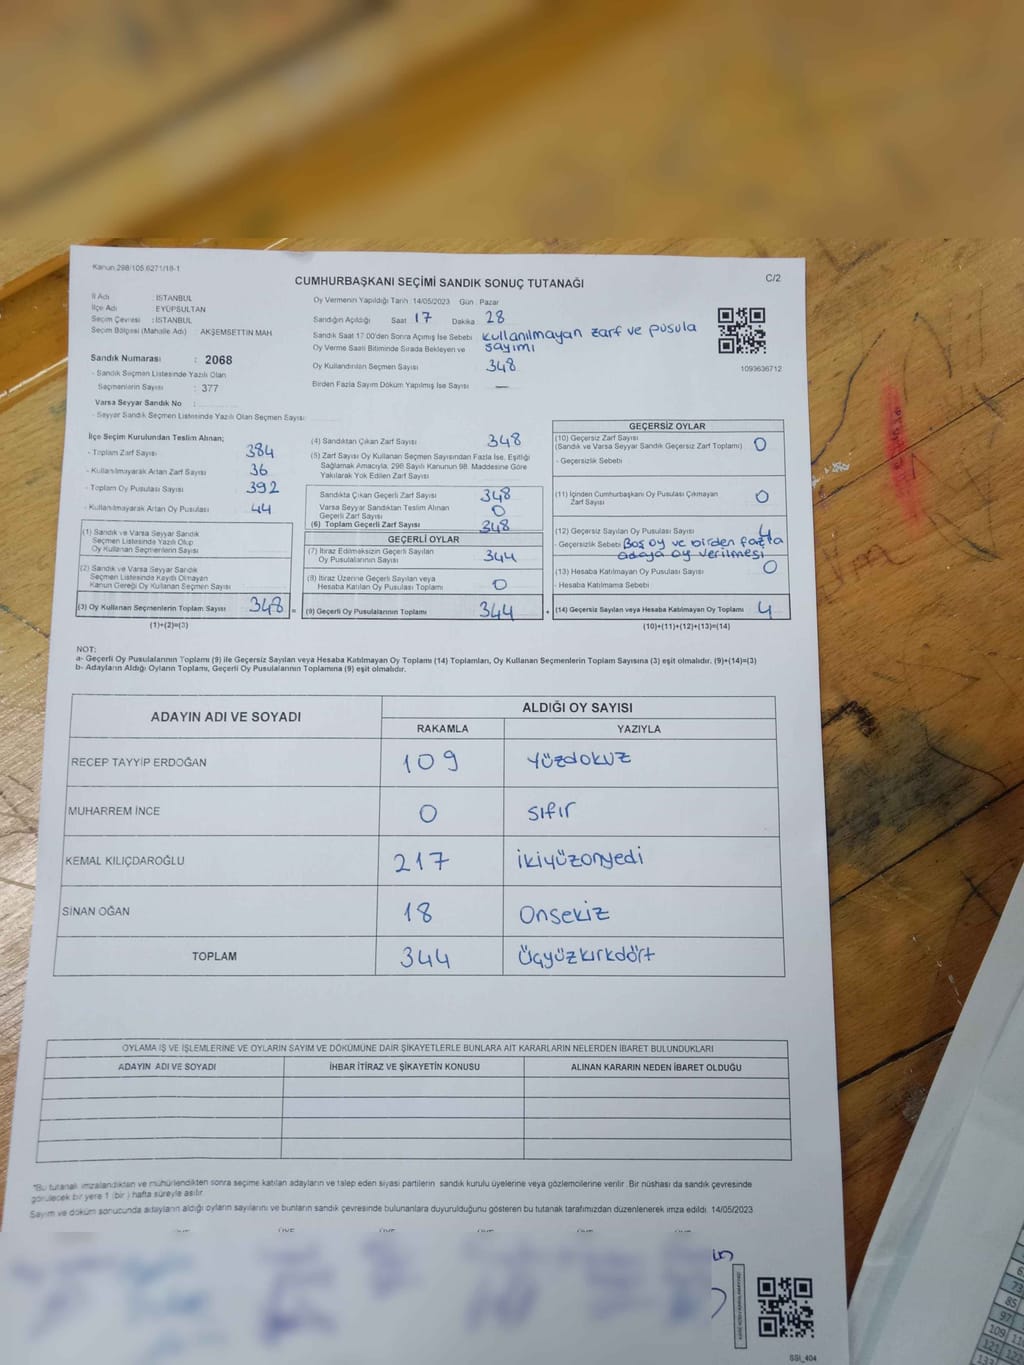 Kanun 298/105 6271/18-1
C/2
CUMHURBAŞKANI SEÇİMİ SANDIK SONUÇ TUTANAĞI
İl Adı : İSTANBUL
İlçe Adı : EYÜPSULTAN
Seçim Çevresi : İSTANBUL
Seçim Bölgesi (Mahalle Adı) AKŞEMSETTİN MAH
Sandık Numarası : 2068
- Sandık Seçmen Listesinde Yazılı Olan
Seçmenlerin Sayısı : 377
Varsa Seyyar Sandık No :
- Seyyar Sandık Seçmen Listesinde Yazılı Olan Seçmen Sayısı
Oy Vermenin Yapıldığı Tarih :14/05/2023 Gün : Pazar
Sandığın Açıldığı Saat 17 Dakika : 28
Sandık Saat 17.00'den Sonra Açımış İse Sebebi kullanılmayan zarf ve pusula
Oy Verme Saati Bitiminde Sırada Bekleyen ve sayımı
Oy Kullandırılan Seçmen Sayısı 348
Birden Fazla Sayım Döküm Yapılmış İse Sayısı —
1093636712
İlçe Seçim Kurulundan Teslim Alınan;
- Toplam Zarf Sayısı 384
- Kullanılmayarak Artan Zarf Sayısı 36
- Toplam Oy Pusulası Sayısı 392
- Kullanılmayarak Artan Oy Pusulası 44
(1) Sandık ve Varsa Seyyar Sandık
Seçmen Listesinde Yazılı Olup
Oy Kullanan Seçmenlerin Sayısı
(2) Sandık ve Varsa Seyyar Sandık
Seçmen Listesinde Kayıtlı Olmayan
Kanun Gereği Oy Kullanan Seçmen Sayısı
(3) Oy Kullanan Seçmenlerin Toplam Sayısı 348 =
(1)+(2)=(3)
(4) Sandıktan Çıkan Zarf Sayısı 348
(5) Zarf Sayısı Oy Kullanan Seçmen Sayısından Fazla İse, Eşitliği
Sağlamak Amacıyla, 298 Sayılı Kanunun 98. Maddesine Göre
Yakılarak Yok Edilen Zarf Sayısı
Sandıkta Çıkan Geçerli Zarf Sayısı 348
Varsa Seyyar Sandıktan Teslim Alınan
Geçerli Zarf Sayısı 0
(6) Toplam Geçerli Zarf Sayısı 348
GEÇERLİ OYLAR
(7) İtiraz Edilmeksizin Geçerli Sayılan
Oy Pusulalarının Sayısı 344
(8) İtiraz Üzerine Geçerli Sayılan veya
Hesaba Katılan Oy Pusulası Toplamı 0
(9) Geçerli Oy Pusulalarının Toplamı 344 +
GEÇERSİZ OYLAR
(10) Geçersiz Zarf Sayısı
(Sandık ve Varsa Seyyar Sandık Geçersiz Zarf Toplamı) 0
- Geçersizlik Sebebi
(11) İçinden Cumhurbaşkanı Oy Pusulası Çıkmayan
Zarf Sayısı 0
(12) Geçersiz Sayılan Oy Pusulası Sayısı 4
- Geçersizlik Sebebi Boş oy ve birden fazla
adaya oy verilmesi
(13) Hesaba Katılmayan Oy Pusulası Sayısı 0
- Hesaba Katılmama Sebebi
(14) Geçersiz Sayılan veya Hesaba Katılmayan Oy Toplamı 4
(10)+(11)+(12)+(13)=(14)
NOT:
a- Geçerli Oy Pusulalarının Toplamı (9) ile Geçersiz Sayılan veya Hesaba Katılmayan Oy Toplamı (14) Toplamları, Oy Kullanan Seçmenlerin Toplam Sayısına (3) eşit olmalıdır. (9)+(14)=(3)
b- Adayların Aldığı Oyların Toplamı, Geçerli Oy Pusulalarının Toplamına (9) eşit olmalıdır.
ADAYIN ADI VE SOYADI
ALDIĞI OY SAYISI
RAKAMLA YAZIYLA
RECEP TAYYİP ERDOĞAN 109 yüzdokuz
MUHARREM İNCE 0 sıfır
KEMAL KILIÇDAROĞLU 217 ikiyüzonyedi
SİNAN OĞAN 18 Onsekiz
TOPLAM 344 Üçyüzkırkdört
OYLAMA İŞ VE İŞLEMLERİNE VE OYLARIN SAYIM VE DÖKÜMÜNE DAİR ŞİKAYETLERLE BUNLARA AİT KARARLARIN NELERDEN İBARET BULUNDUKLARI
ADAYIN ADI VE SOYADI İHBAR İTİRAZ VE ŞİKAYETİN KONUSU ALINAN KARARIN NEDEN İBARET OLDUĞU
*Bu tutanak imzalandıktan ve mühürlendikten sonra seçime katılan adayların ve talep eden siyasi partilerin sandık kurulu üyelerine veya gözlemcilerine verilir. Bir nüshası da sandık çevresinde
görülecek bir yere 1 (bir ) hafta süreyle asılır.
Sayım ve döküm sonucunda adayların aldığı oyların sayılarını ve bunların sandık çevresinde bulunanlara duyurulduğunu gösteren bu tutanak tarafımızdan düzenlenerek imza edildi. 14/05/2023
SSI_404